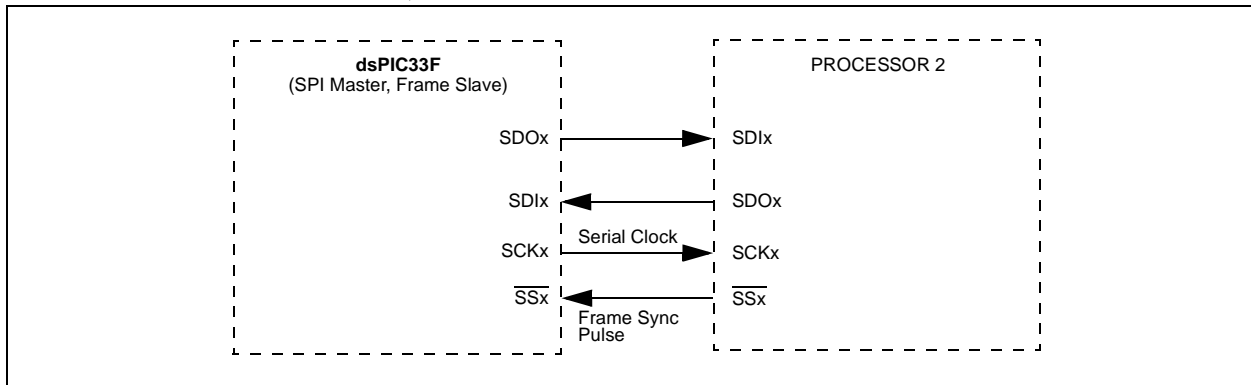 dsPIC33F
(SPI Master, Frame Slave)
PROCESSOR 2
SDOx
SDIx
SDIx
SDOx
Serial Clock
SCKx
SCKx
SSx
SSx
Frame Sync
Pulse